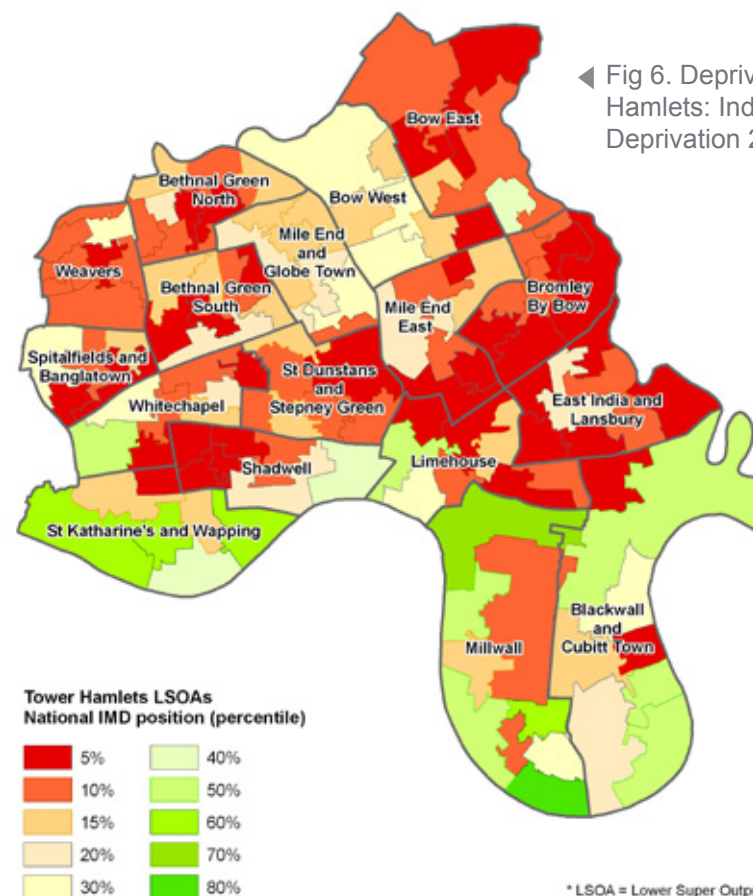 Fig 6. Depriv
Hamlets: Ind
Deprivation 2
Bow East
Bethnal Green
North
Bow West
Mile End
and
Globe Town
Weavers
Bethnal Green
South
Mile End
East
Bromley
By Bow
Spitalfields and
Banglatown
St Dunstans
and
Stepney Green
Whitechapel
East India and
Lansbury
Shadwell
Limehouse
St Katharine's and Wapping
Blackwall
and
Cubitt Town
Millwall
Tower Hamlets LSOAs
National IMD position (percentile)
5%
40%
10%
50%
15%
60%
20%
70%
30%
80%
* LSOA = Lower Super Outp